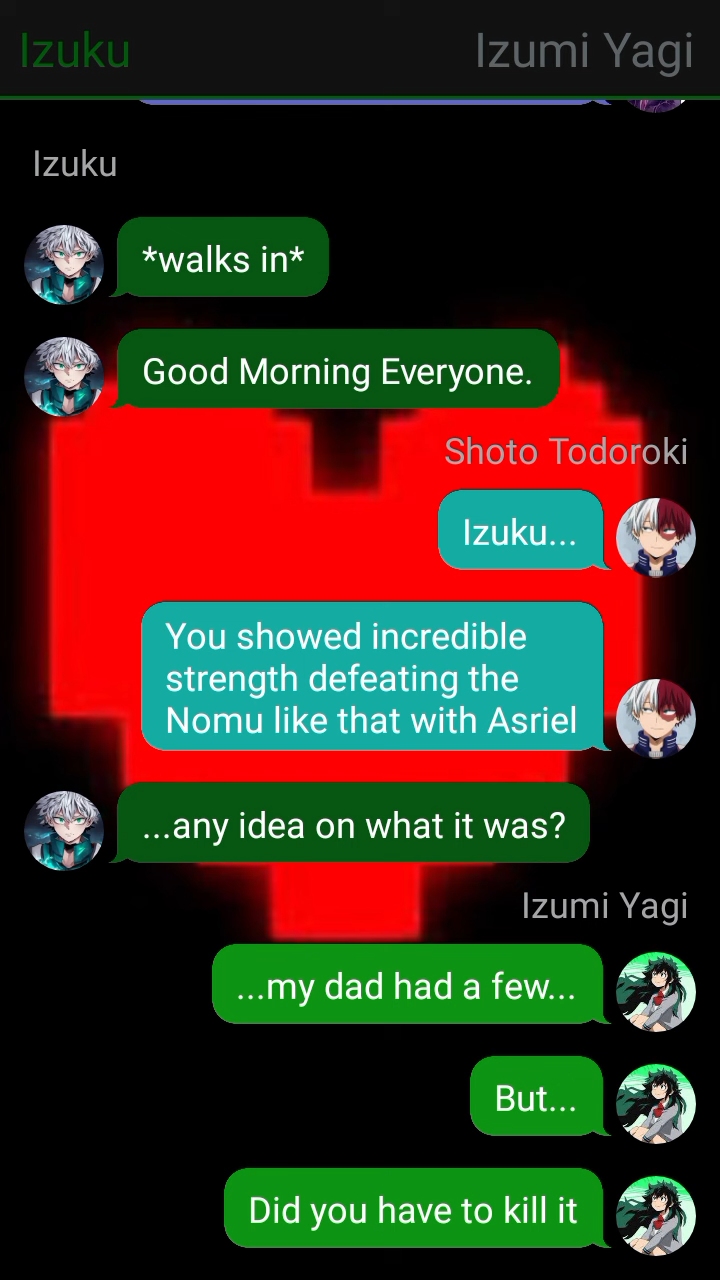 Izuku
Izumi Yagi
Izuku
*walks in*
Good Morning Everyone.
Shoto Todoroki
Izuku...
You showed incredible
strength defeating the
Nomu like that with Asriel
...any idea on what it was?
Izumi Yagi
...my dad had a few...
But...
Did you have to kill it